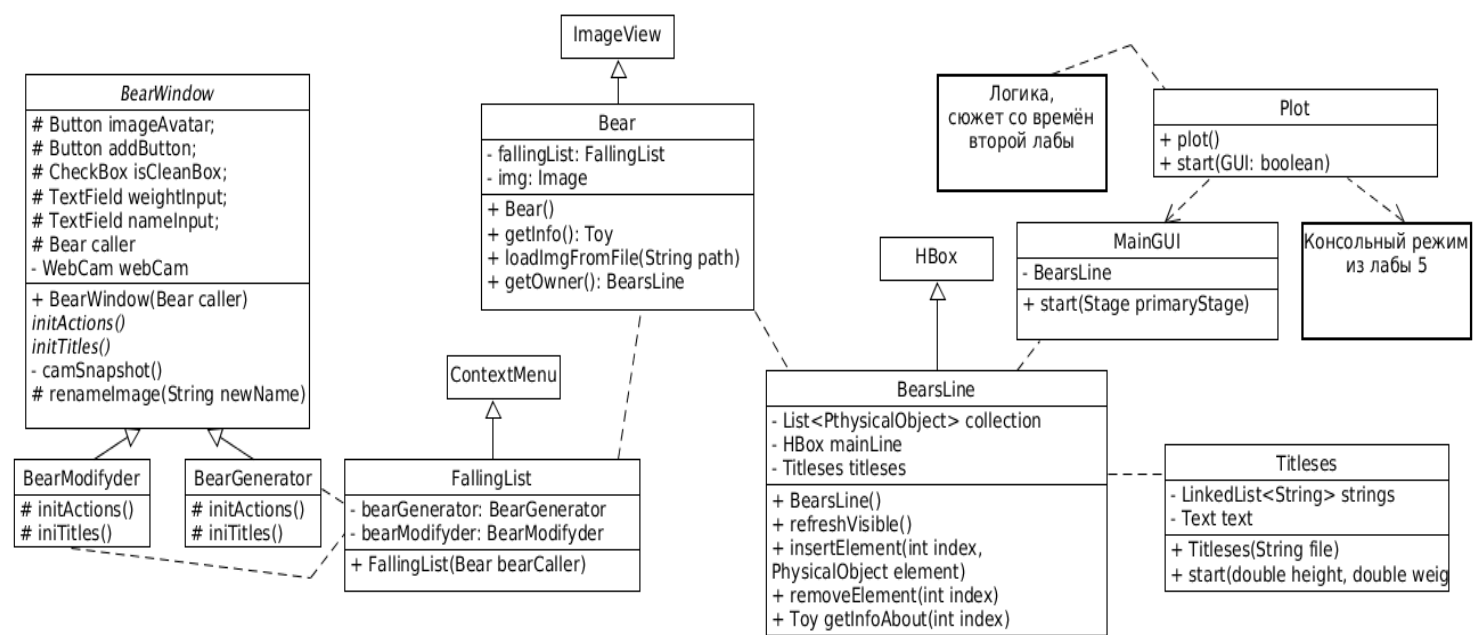 ImageView
BearWindow
# Button imageAvatar;
# Button addButton;
# CheckBox isCleanBox;
# TextField weightInput;
# TextField nameInput;
# Bear caller
- WebCam webCam
+ BearWindow(Bear caller)
initActions()
initTitles()
- camSnapshot()
# renameImage(String newName)
Bear
- fallingList: FallingList
- img: Image
+ Bear()
+ getInfo(): Toy
+ loadImgFromFile(String path)
+ getOwner(): BearsLine
Логика,
сюжет со времён
второй лабы
Plot
+ plot()
+ start(GUI: boolean)
HBox
MainGUI
- BearsLine
+ start(Stage primaryStage)
Консольный режим
из лабы 5
ContextMenu
BearModifyder
# initActions()
# iniTitles()
BearGenerator
# initActions()
# iniTitles()
FallingList
- bearGenerator: BearGenerator
- bearModifyder: BearModifyder
+ FallingList(Bear bearCaller)
BearsLine
- List<PthysicalObject> collection
- HBox mainLine
- Titleses titleses
+ BearsLine()
+ refreshVisible()
+ insertElement(int index,
PhysicalObject element)
+ removeElement(int index)
+ Toy getInfoAbout(int index)
Titleses
- LinkedList<String> strings
- Text text
+ Titleses(String file)
+ start(double height, double weig